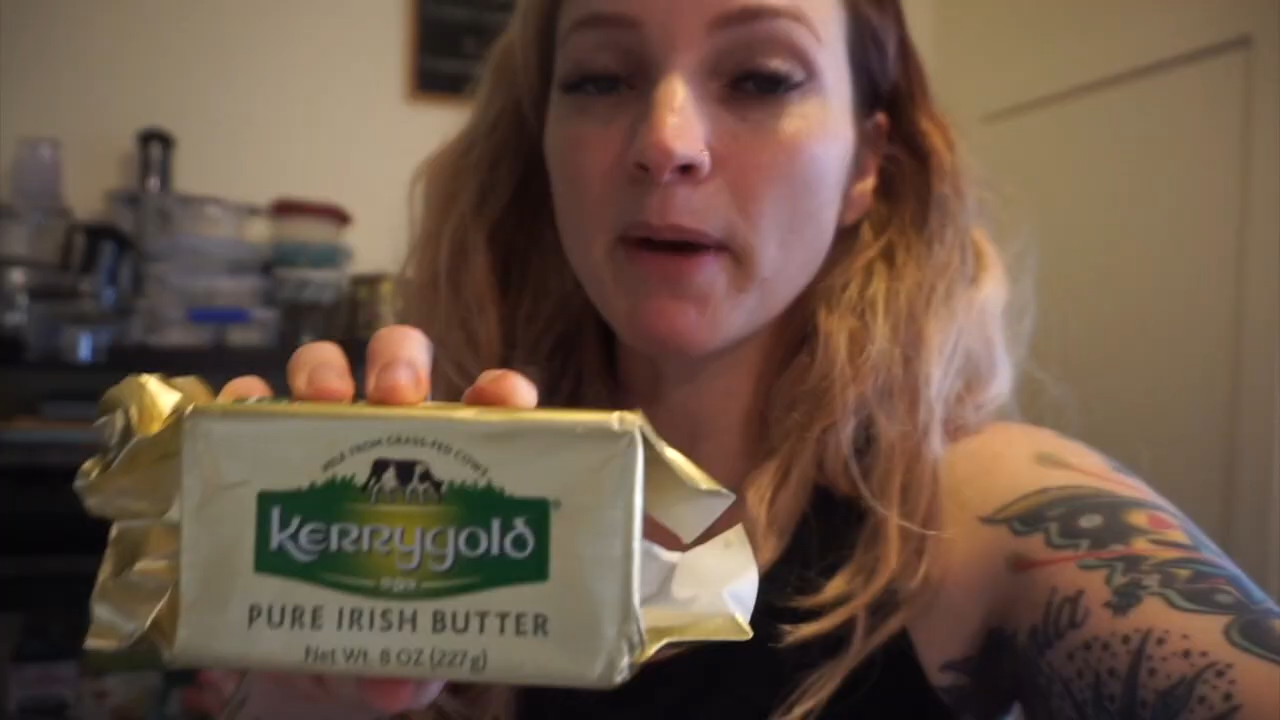 MILK FROM GRASS-FED COWS
Kerrygold
PURE IRISH BUTTER
Net Wt. 8 OZ (227g)